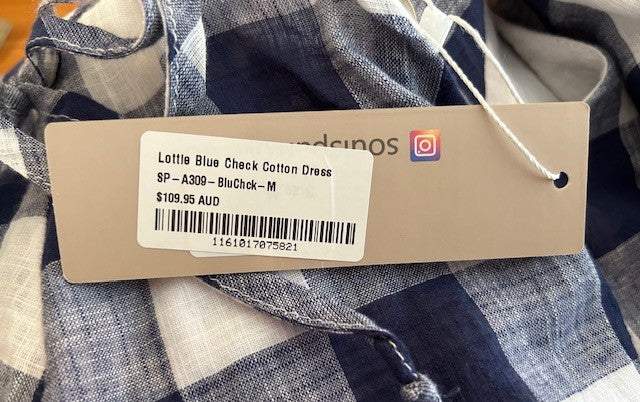 Lottie Blue Check Cotton Dress
SP-A309-BluChck-M
$109.95 AUD
1161017075821